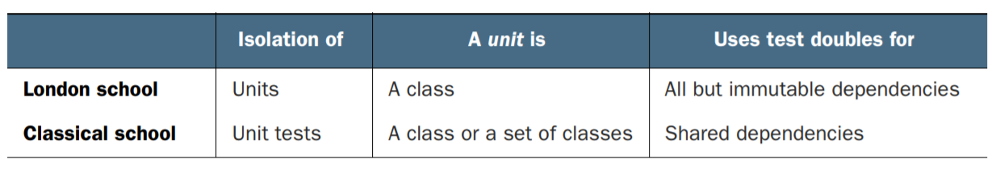 Isolation of A unit is Uses test doubles for
London school Units A class All but immutable dependencies
Classical school Unit tests A class or a set of classes Shared dependencies